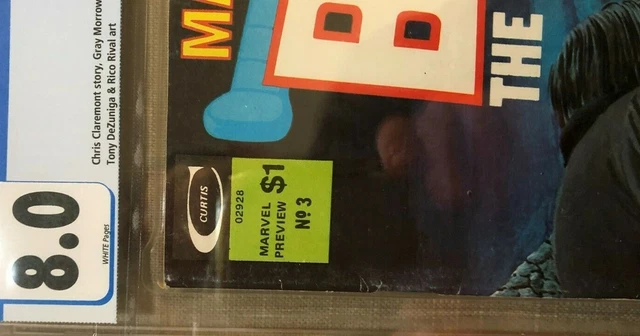 Chris Claremont story, Gray Morrow
Tony DeZuniga & Rico Rival art
8.0
WHITE Pages
MA
B
THE
CURTIS
02928
MARVEL
PREVIEW
$1
Nº 3